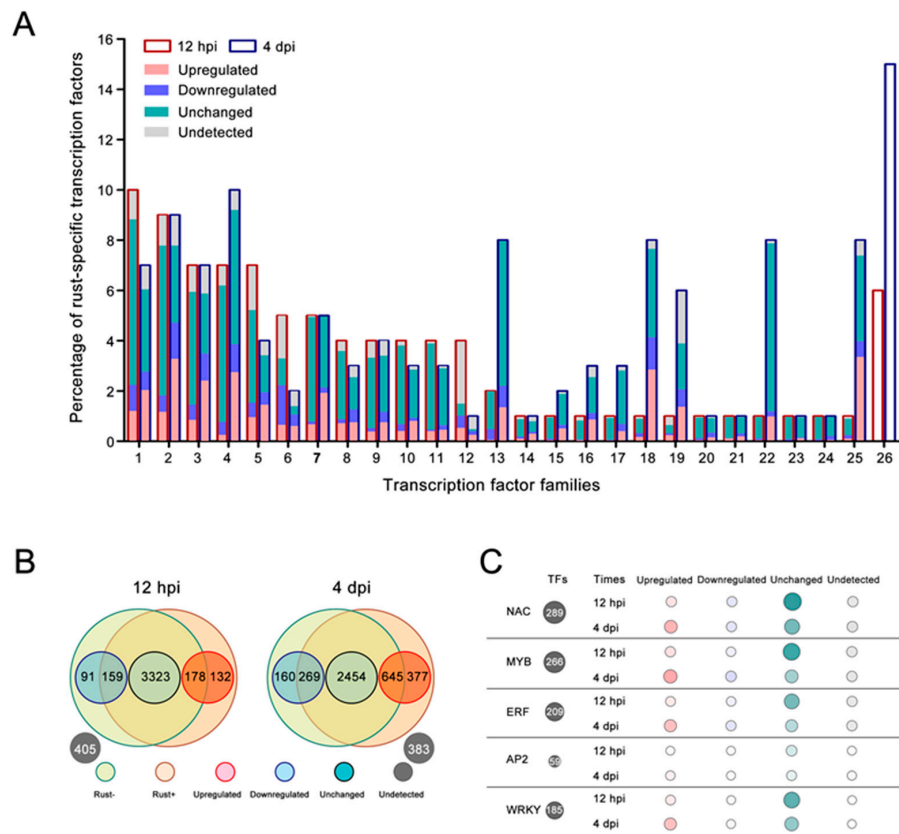 A
16
14
12
10
8
6
4
2
0
Percentage of rust-specific transcription factors
12 hpi 4 dpi
Upregulated
Downregulated
Unchanged
Undetected
1 2 3 4 5 6 7 8 9 10 11 12 13 14 15 16 17 18 19 20 21 22 23 24 25 26
Transcription factor families
B
12 hpi 4 dpi
91 159 3323 178 132 160 269 2454 645 377
405 383
Rust- Rust+ Upregulated Downregulated Unchanged Undetected
C
TFs Times Upregulated Downregulated Unchanged Undetected
NAC 289 12 hpi
4 dpi
MYB 266 12 hpi
4 dpi
ERF 209 12 hpi
4 dpi
AP2 59 12 hpi
4 dpi
WRKY 185 12 hpi
4 dpi